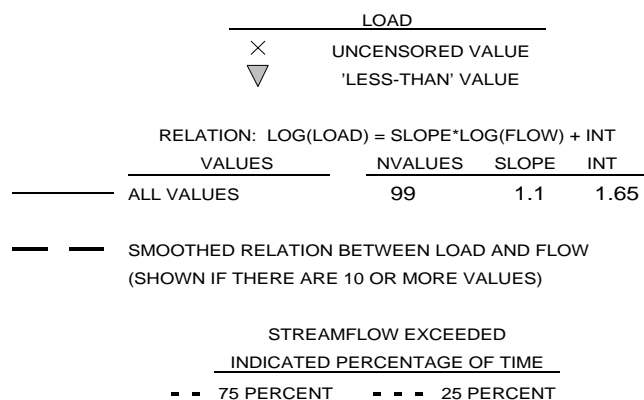 LOAD
UNCENSORED VALUE
'LESS-THAN' VALUE
RELATION: LOG(LOAD) = SLOPE*LOG(FLOW) + INT
VALUES NVALUES SLOPE INT
ALL VALUES 99 1.1 1.65
SMOOTHED RELATION BETWEEN LOAD AND FLOW
(SHOWN IF THERE ARE 10 OR MORE VALUES)
STREAMFLOW EXCEEDED
INDICATED PERCENTAGE OF TIME
75 PERCENT 25 PERCENT